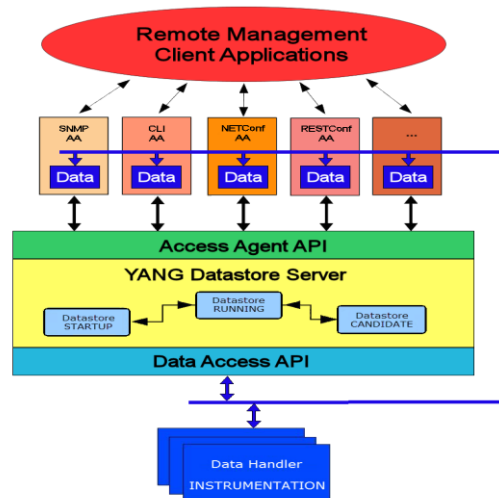 Remote Management
Client Applications
SNMP
AA
CLI
AA
NETConf
AA
RESTConf
AA
...
Data
Data
Data
Data
Data
Access Agent API
YANG Datastore Server
Datastore
STARTUP
Datastore
RUNNING
Datastore
CANDIDATE
Data Access API
Data Handler
INSTRUMENTATION